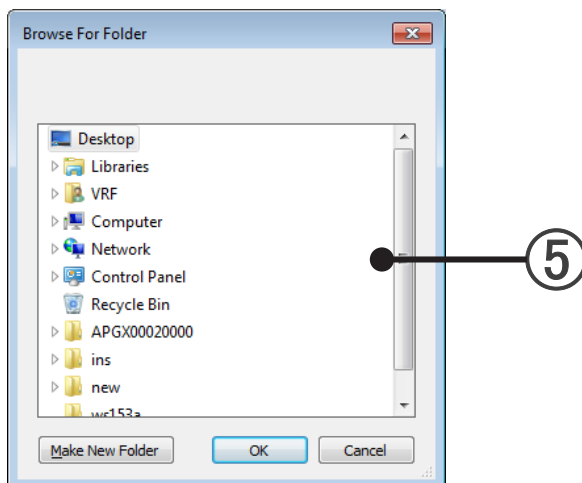 Browse For Folder
Desktop
Libraries
VRF
Computer
Network
⑤
Control Panel
Recycle Bin
APGX00020000
ins
new
ws153a
Make New Folder
OK
Cancel